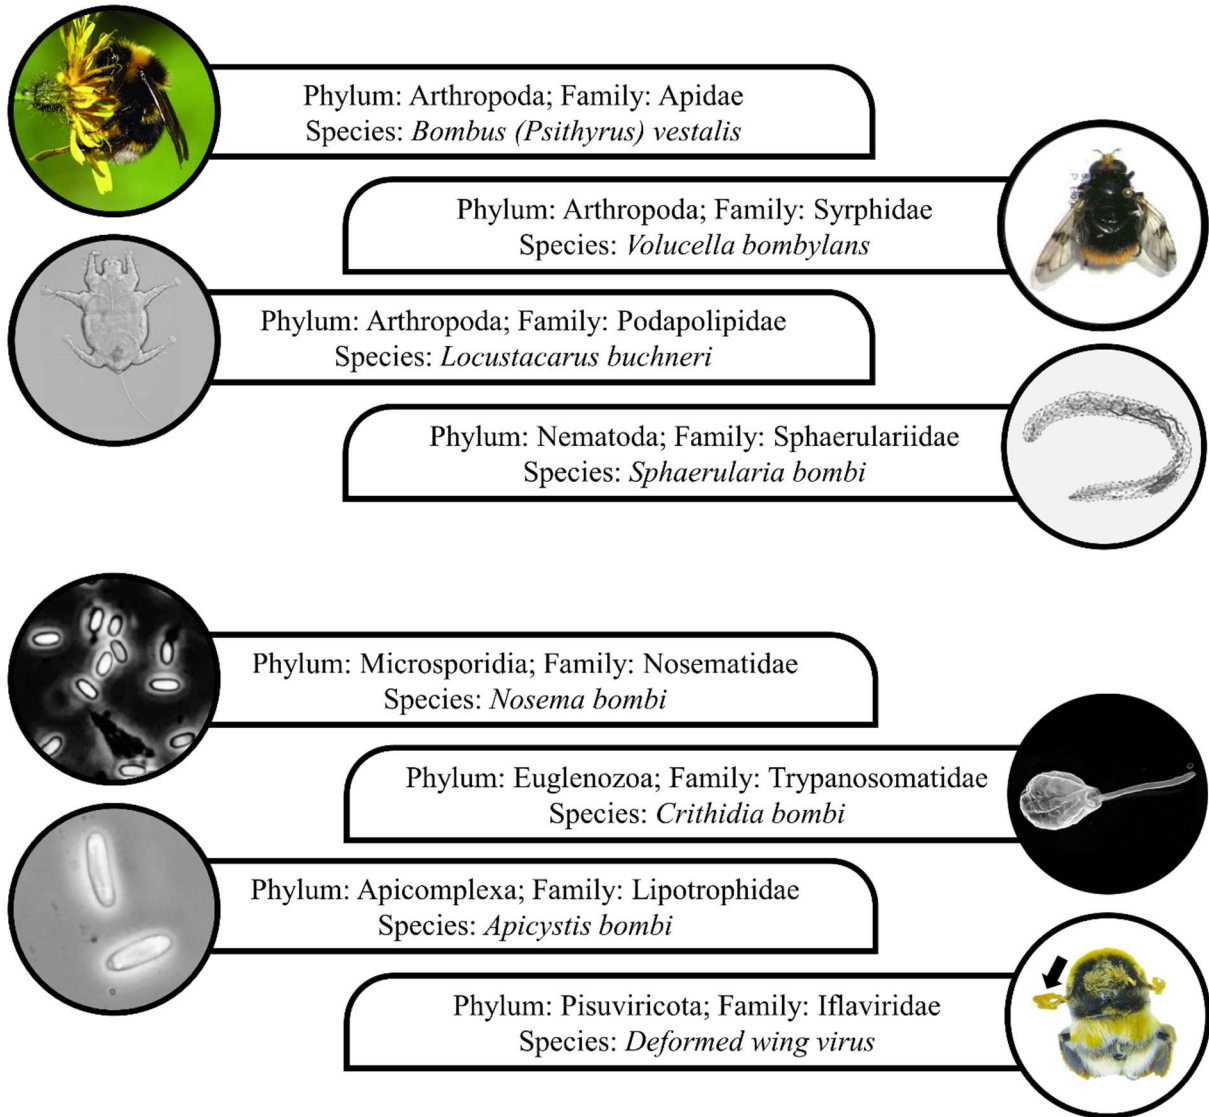 Phylum: Arthropoda; Family: Apidae
Species: Bombus (Psithyrus) vestalis
Phylum: Arthropoda; Family: Syrphidae
Species: Volucella bombylans
Phylum: Arthropoda; Family: Podapolipidae
Species: Locustacarus buchneri
Phylum: Nematoda; Family: Sphaerulariidae
Species: Sphaerularia bombi
Phylum: Microsporidia; Family: Nosematidae
Species: Nosema bombi
Phylum: Euglenozoa; Family: Trypanosomatidae
Species: Crithidia bombi
Phylum: Apicomplexa; Family: Lipotrophidae
Species: Apicystis bombi
Phylum: Pisuviricota; Family: Iflaviridae
Species: Deformed wing virus